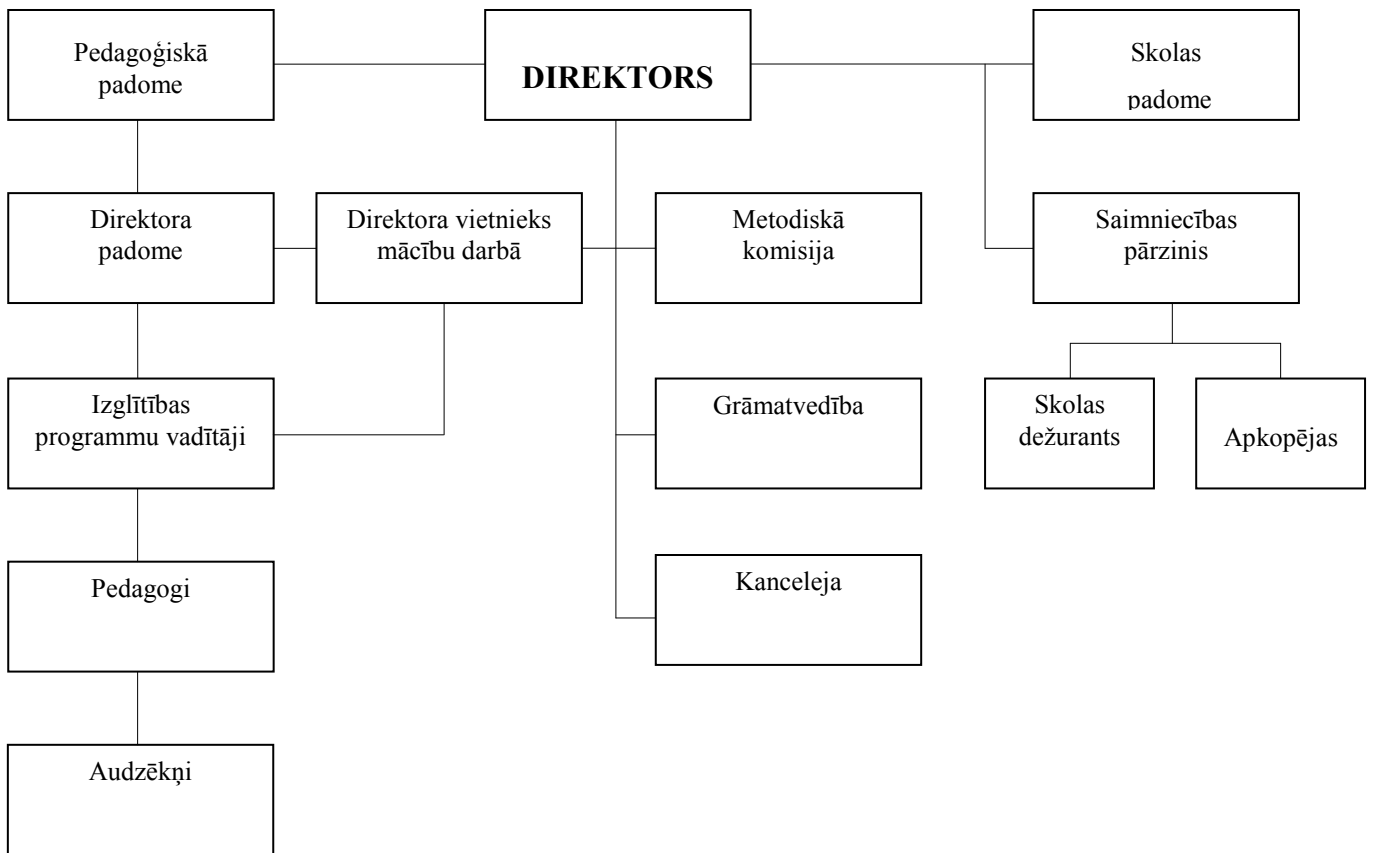 Pedagoģiskā
padome
DIREKTORS
Skolas
padome
Direktora
padome
Direktora vietnieks
mācību darbā
Metodiskā
komisija
Saimniecības
pārzinis
Izglītības
programmu vadītāji
Grāmatvedība
Skolas
dežurants
Apkopējas
Pedagogi
Kanceleja
Audzēkņi